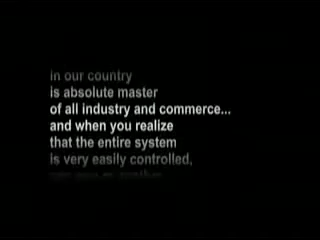 in our country
is absolute master
of all industry and commerce...
and when you realize
that the entire system
is very easily controlled,